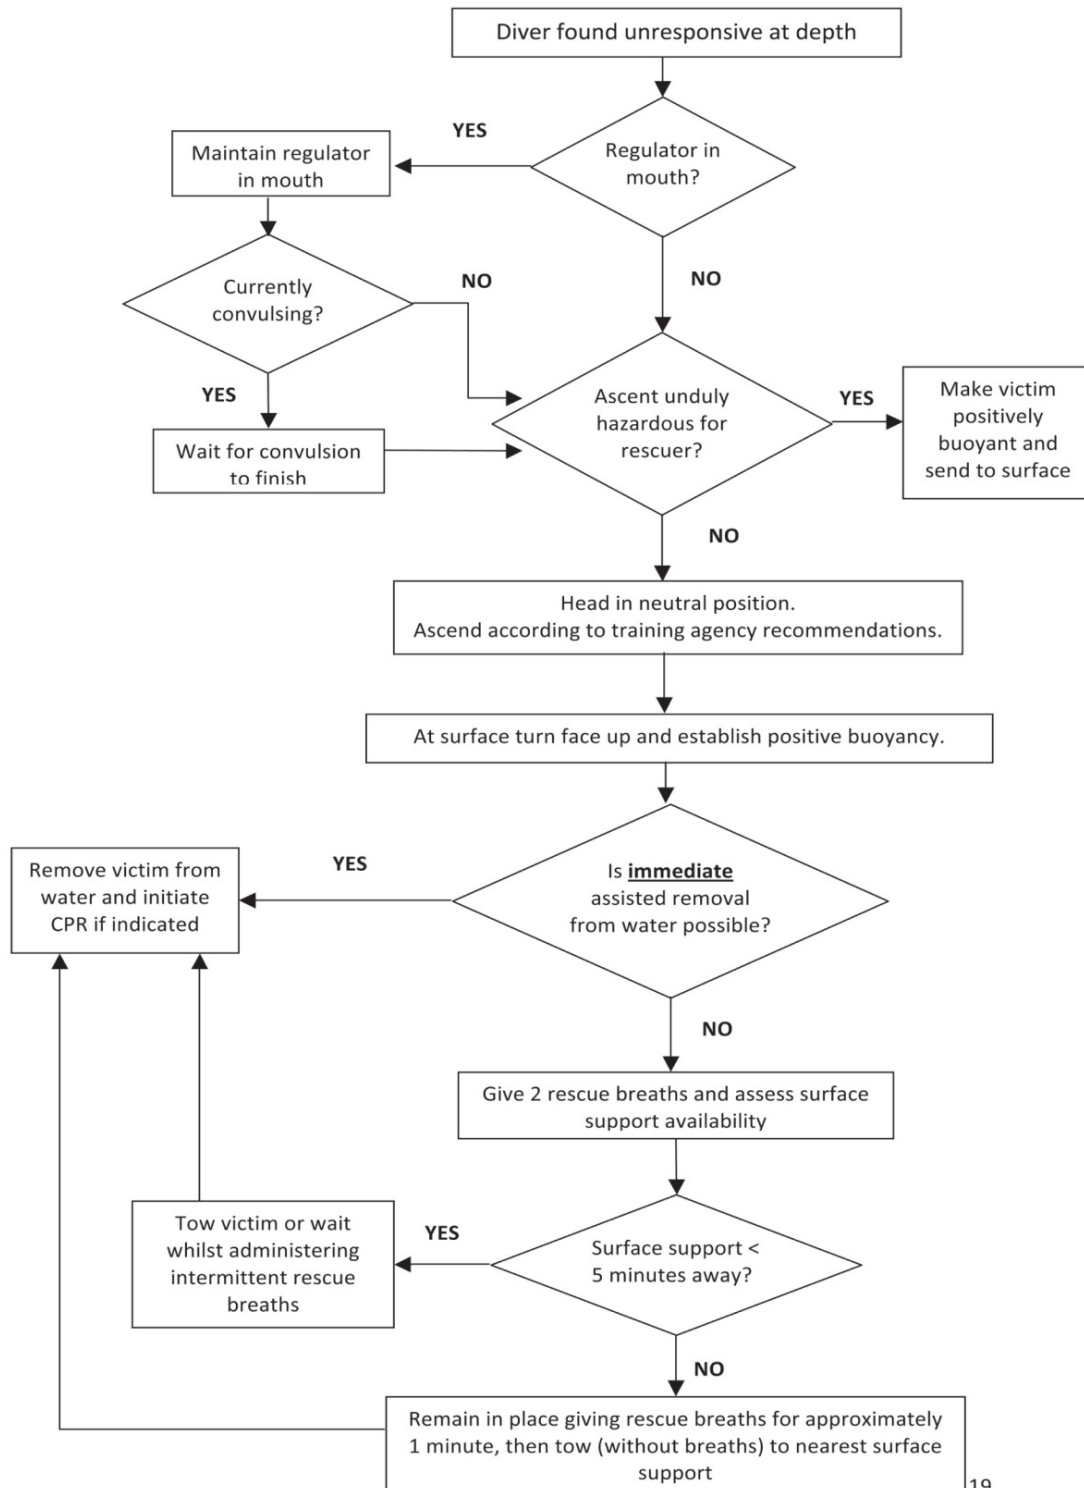 Diver found unresponsive at depth
Regulator in
mouth?
YES
Maintain regulator
in mouth
NO
Currently
convulsing?
NO
YES
Wait for convulsion
to finish
Ascent unduly
hazardous for
rescuer?
YES
Make victim
positively
buoyant and
send to surface
NO
Head in neutral position.
Ascend according to training agency recommendations.
At surface turn face up and establish positive buoyancy.
Is immediate
assisted removal
from water possible?
YES
Remove victim from
water and initiate
CPR if indicated
NO
Give 2 rescue breaths and assess surface
support availability
Surface support <
5 minutes away?
YES
Tow victim or wait
whilst administering
intermittent rescue
breaths
NO
Remain in place giving rescue breaths for approximately
1 minute, then tow (without breaths) to nearest surface
support
19